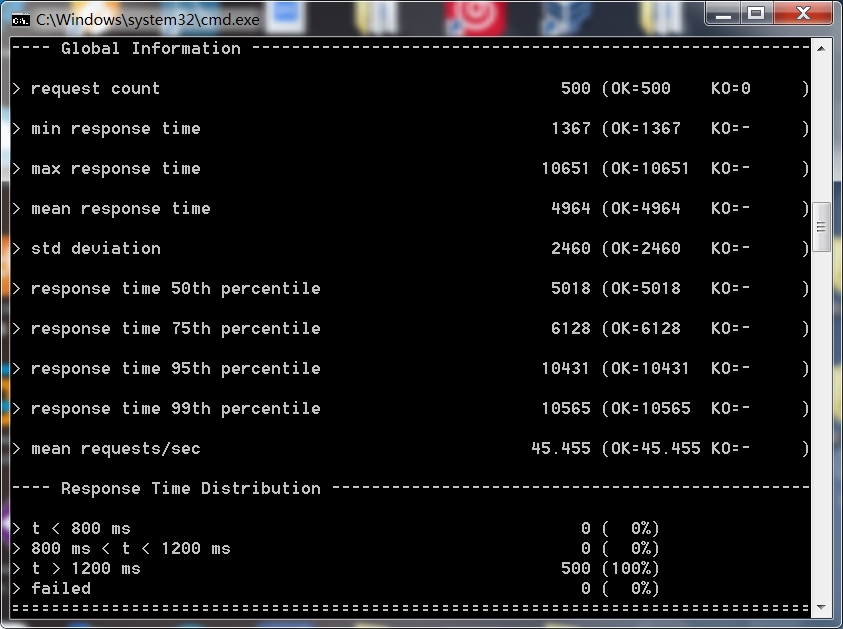 C:\Windows\system32\cmd.exe
---- Global Information --------------------------------------------------------
> request count                                        500 (OK=500    KO=0     )
> min response time                                   1367 (OK=1367   KO=-     )
> max response time                                  10651 (OK=10651  KO=-     )
> mean response time                                  4964 (OK=4964   KO=-     )
> std deviation                                       2460 (OK=2460   KO=-     )
> response time 50th percentile                       5018 (OK=5018   KO=-     )
> response time 75th percentile                       6128 (OK=6128   KO=-     )
> response time 95th percentile                      10431 (OK=10431  KO=-     )
> response time 99th percentile                      10565 (OK=10565  KO=-     )
> mean requests/sec                                 45.455 (OK=45.455 KO=-     )
---- Response Time Distribution ------------------------------------------------
> t < 800 ms                                             0 (  0%)
> 800 ms < t < 1200 ms                                   0 (  0%)
> t > 1200 ms                                          500 (100%)
> failed                                                 0 (  0%)
================================================================================